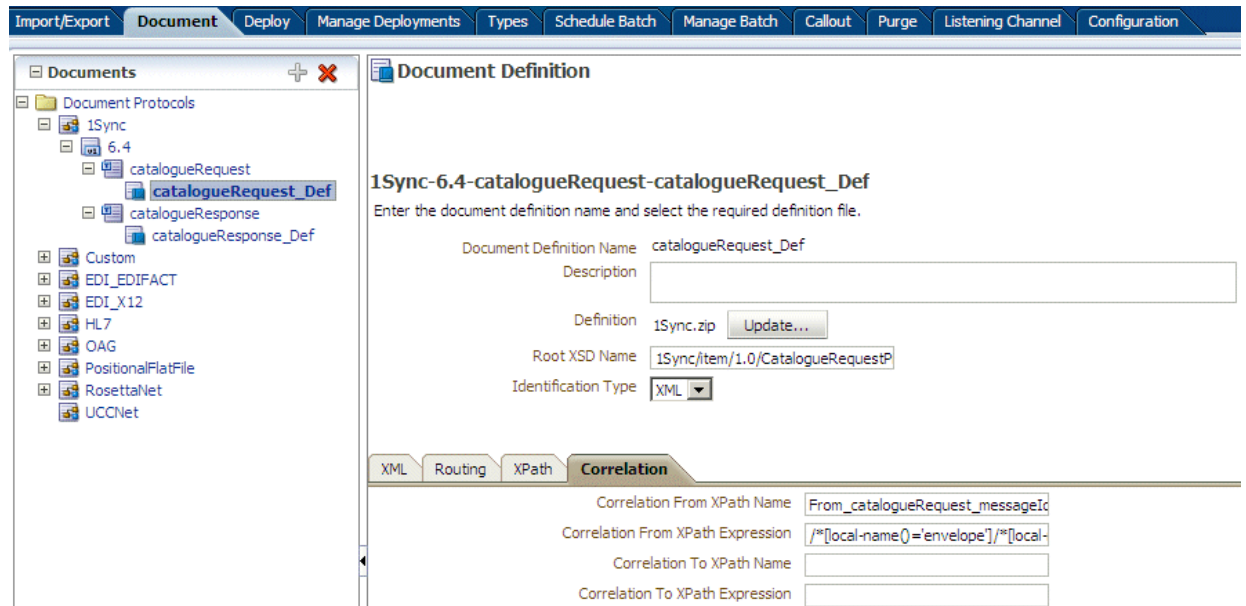 Import/Export Document Deploy Manage Deployments Types Schedule Batch Manage Batch Callout Purge Listening Channel Configuration
Documents
Document Protocols
1Sync
6.4
catalogueRequest
catalogueRequest_Def
catalogueResponse
catalogueResponse_Def
Custom
EDI_EDIFACT
EDI_X12
HL7
OAG
PositionalFlatFile
RosettaNet
UCCNet
Document Definition
1Sync-6.4-catalogueRequest-catalogueRequest_Def
Enter the document definition name and select the required definition file.
Document Definition Name catalogueRequest_Def
Description
Definition 1Sync.zip Update...
Root XSD Name 1Sync/item/1.0/CatalogueRequestP
Identification Type XML
XML Routing XPath Correlation
Correlation From XPath Name From_catalogueRequest_messageId
Correlation From XPath Expression /*[local-name()='envelope']/*[local-
Correlation To XPath Name
Correlation To XPath Expression